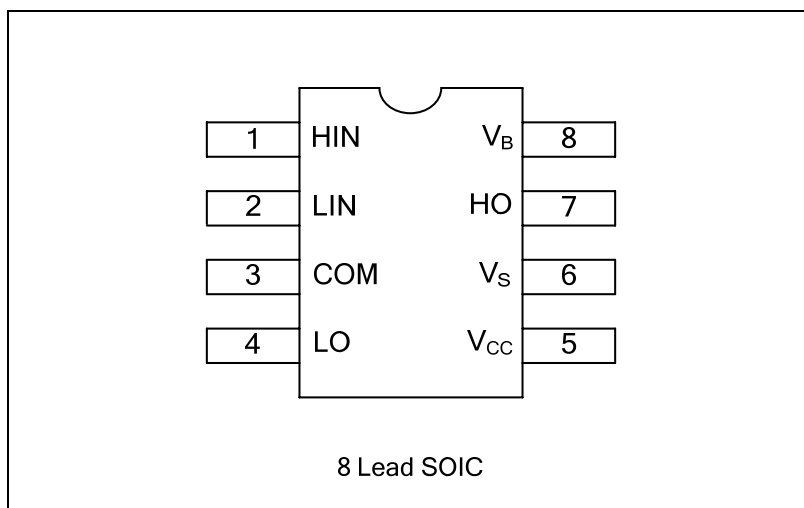 1 HIN V_B 8
2 LIN HO 7
3 COM V_S 6
4 LO V_CC 5
8 Lead SOIC